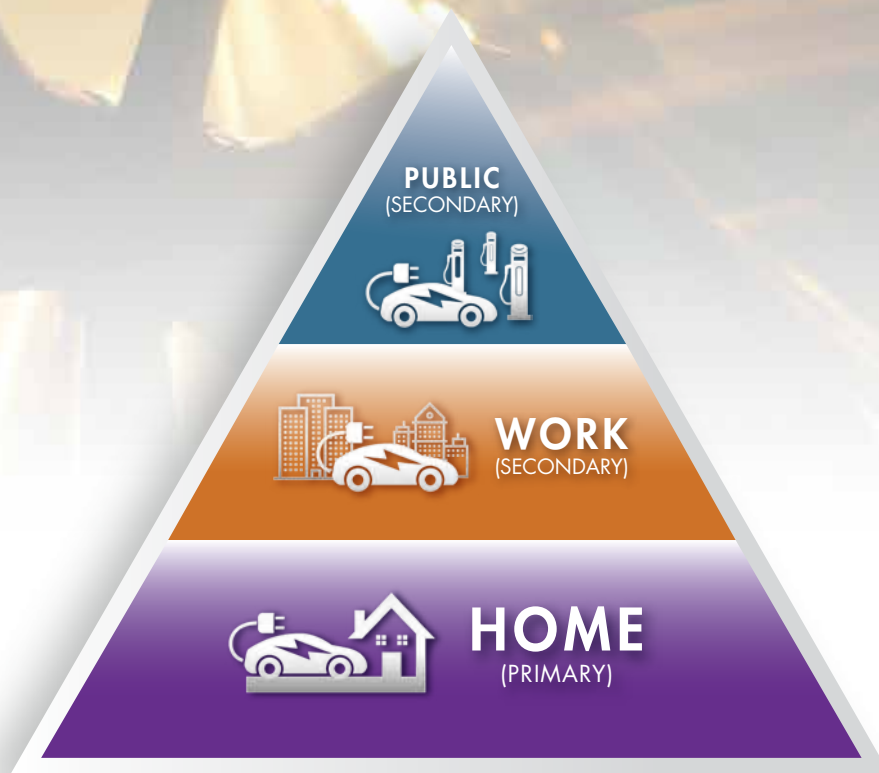 PUBLIC
(SECONDARY)
WORK
(SECONDARY)
HOME
(PRIMARY)